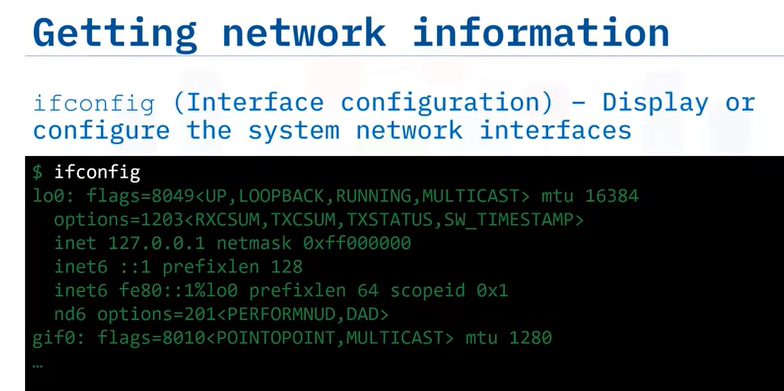 Getting network information
ifconfig (Interface configuration) – Display or
configure the system network interfaces
$ ifconfig
lo0: flags=8049<UP,LOOPBACK,RUNNING,MULTICAST> mtu 16384
options=1203<RXCSUM,TXCSUM,TXSTATUS,SW_TIMESTAMP>
inet 127.0.0.1 netmask 0xff000000
inet6 ::1 prefixlen 128
inet6 fe80::1%lo0 prefixlen 64 scopeid 0x1
nd6 options=201<PERFORMNUD,DAD>
gif0: flags=8010<POINTOPOINT,MULTICAST> mtu 1280
…